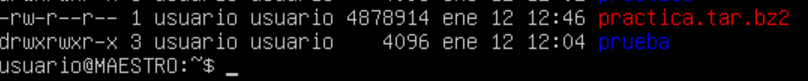 -rw-r--r-- 1 usuario usuario 4878914 ene 12 12:46 practica.tar.bz2
drwxrwxr-x 3 usuario usuario 4096 ene 12 12:04 prueba
usuario@MAESTRO:~$ _